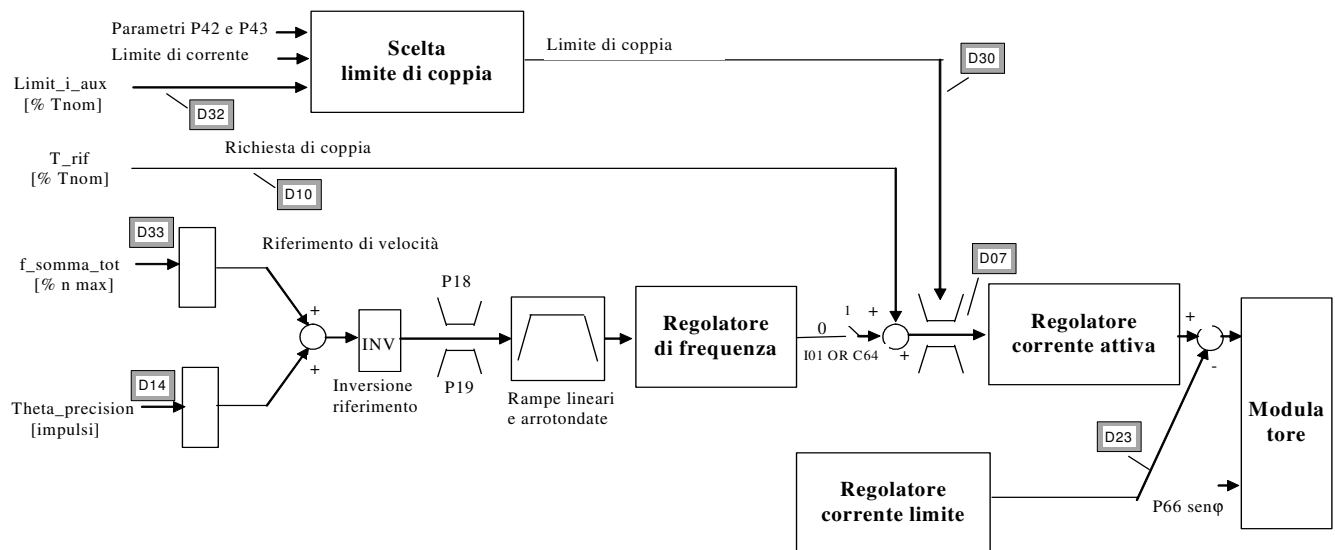 Parametri P42 e P43
Limite di corrente
Limit_i_aux
[% Tnom]
D32
Scelta
limite di coppia
Limite di coppia
D30
T_rif
[% Tnom]
Richiesta di coppia
D10
D33
f_somma_tot
[% n max]
Riferimento di velocità
D14
Theta_precision
[impulsi]
+
+
INV
Inversione
riferimento
P18
P19
Rampe lineari
e arrotondate
Regolatore
di frequenza
0
1
I01 OR C64
+
+
D07
Regolatore
corrente attiva
+
-
D23
Regolatore
corrente limite
P66 senφ
Modula
tore